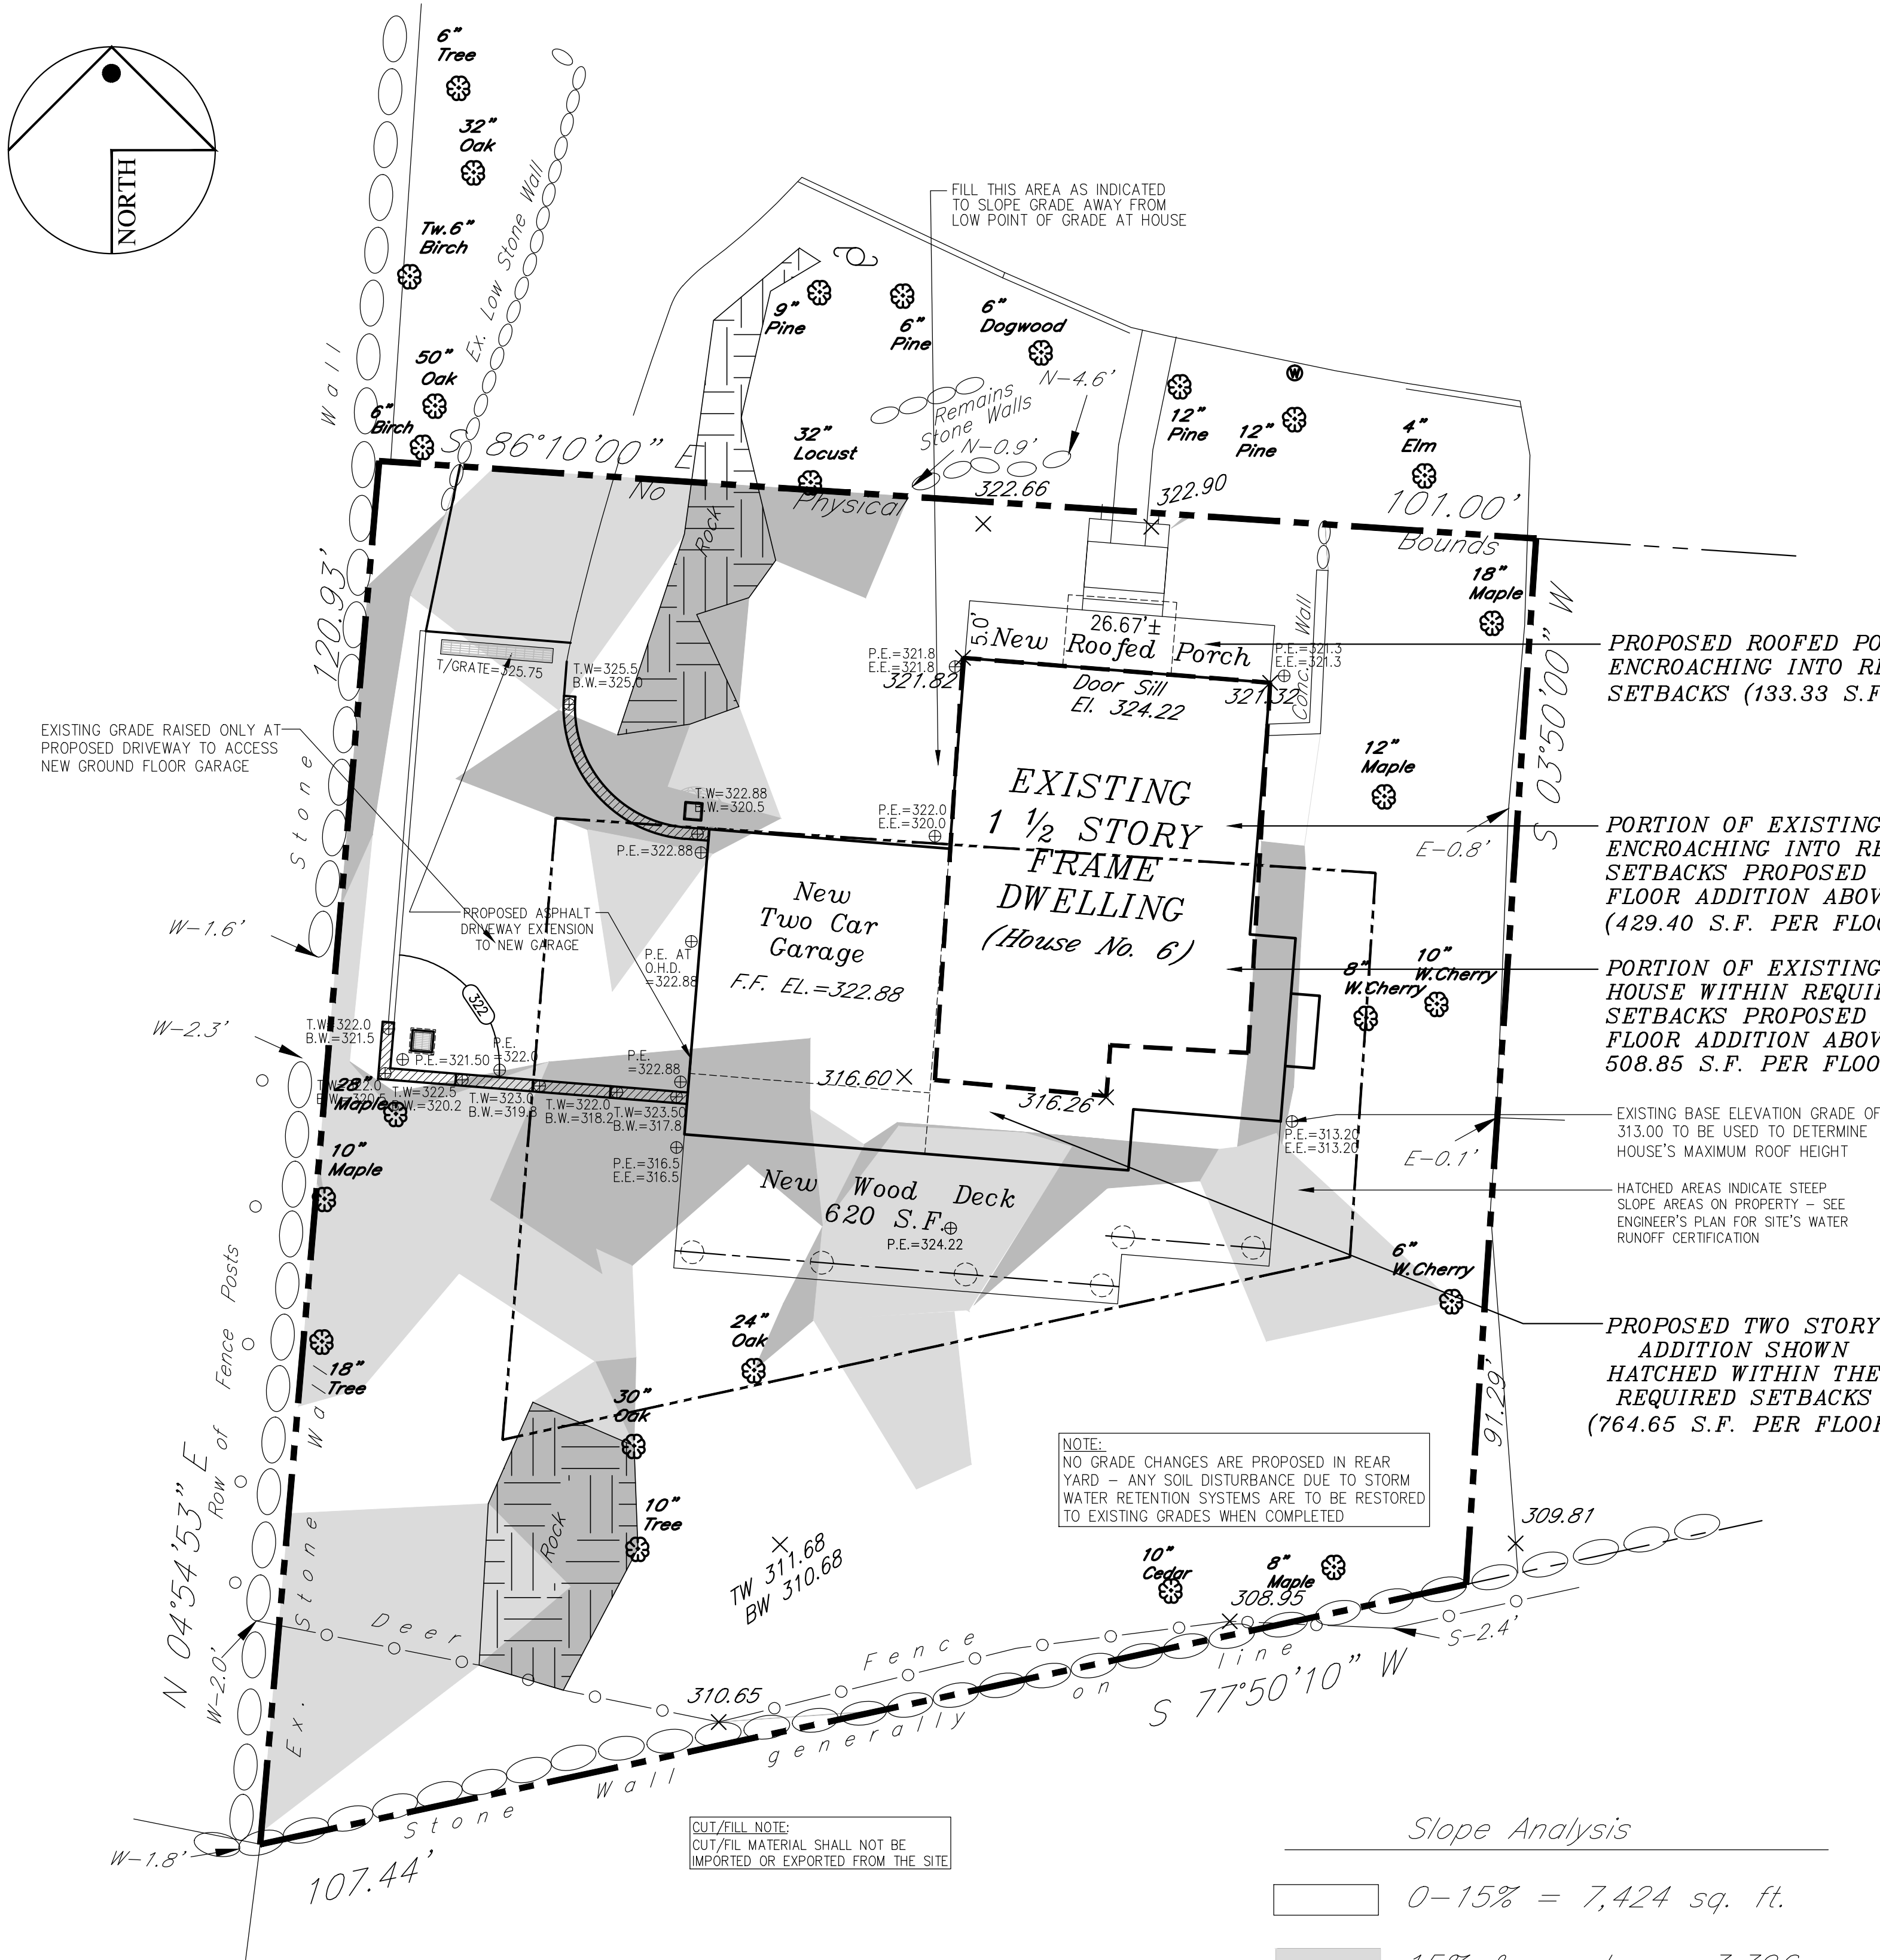 NORTH
6"
Tree
32"
Oak
Tw.6"
Birch
50"
Oak
6"
Birch
Ex. Low Stone Wall
Wall
Stone
120.93'
S 86°10'00" E
101.00'
No Physical Bounds
FILL THIS AREA AS INDICATED
TO SLOPE GRADE AWAY FROM
LOW POINT OF GRADE AT HOUSE
9"
Pine
6"
Pine
6"
Dogwood
N-4.6'
Remains
Stone Walls
N-0.9'
32"
Locust
12"
Pine
12"
Pine
W
4"
Elm
322.66
322.90
18"
Maple
S 03°50'00" W
Rock
T/GRATE=325.75
T.W=325.5
B.W.=325.0
P.E.=321.8
E.E.=321.8
321.82
5.0'
26.67'±
New Roofed Porch
Door Sill
El. 324.22
P.E.=321.3
E.E.=321.3
321.32
Conc. Wall
EXISTING GRADE RAISED ONLY AT
PROPOSED DRIVEWAY TO ACCESS
NEW GROUND FLOOR GARAGE
T.W=322.88
B.W.=320.5
P.E.=322.88
P.E.=322.0
E.E.=320.0
EXISTING
1 ½ STORY
FRAME
DWELLING
(House No. 6)
12"
Maple
E-0.8'
PROPOSED ROOFED PO
ENCROACHING INTO RE
SETBACKS (133.33 S.F
PORTION OF EXISTING
ENCROACHING INTO RE
SETBACKS PROPOSED
FLOOR ADDITION ABOV
(429.40 S.F. PER FLOO
PORTION OF EXISTING
HOUSE WITHIN REQUI
SETBACKS PROPOSED
FLOOR ADDITION ABOV
508.85 S.F. PER FLOO
W-1.6'
W-2.3'
PROPOSED ASPHALT
DRIVEWAY EXTENSION
TO NEW GARAGE
New
Two Car
Garage
F.F. EL.=322.88
P.E. AT
O.H.D.
=322.88
8"
W.Cherry
10"
W.Cherry
322
T.W=322.0
B.W.=321.5
P.E.=321.50
P.E.
=322.0
P.E.
=322.88
T.W=322.0
B.W.=320.5
28"
Maple
T.W=322.5
B.W.=320.2
T.W=323.0
B.W.=319.8
T.W=322.0
B.W.=318.2
T.W=323.50
B.W.=317.8
316.60
316.26
P.E.=313.20
E.E.=313.20
EXISTING BASE ELEVATION GRADE OF
313.00 TO BE USED TO DETERMINE
HOUSE'S MAXIMUM ROOF HEIGHT
E-0.1'
HATCHED AREAS INDICATE STEEP
SLOPE AREAS ON PROPERTY – SEE
ENGINEER'S PLAN FOR SITE'S WATER
RUNOFF CERTIFICATION
10"
Maple
P.E.=316.5
E.E.=316.5
New Wood Deck
620 S.F.
P.E.=324.22
6"
W.Cherry
PROPOSED TWO STORY
ADDITION SHOWN
HATCHED WITHIN THE
REQUIRED SETBACKS
(764.65 S.F. PER FLOOR
Row of Fence Posts
18"
Tree
24"
Oak
30"
Oak
91.29'
NOTE:
NO GRADE CHANGES ARE PROPOSED IN REAR
YARD – ANY SOIL DISTURBANCE DUE TO STORM
WATER RETENTION SYSTEMS ARE TO BE RESTORED
TO EXISTING GRADES WHEN COMPLETED
N 04°54'53" E
Ex. Stone Wall
Rock
10"
Tree
TW 311.68
BW 310.68
309.81
10"
Cedar
8"
Maple
308.95
S-2.4'
W-2.0'
Deer Fence
310.65
Stone Wall generally on line
S 77°50'10" W
W-1.8'
107.44'
CUT/FILL NOTE:
CUT/FIL MATERIAL SHALL NOT BE
IMPORTED OR EXPORTED FROM THE SITE
Slope Analysis
0-15% = 7,424 sq. ft.